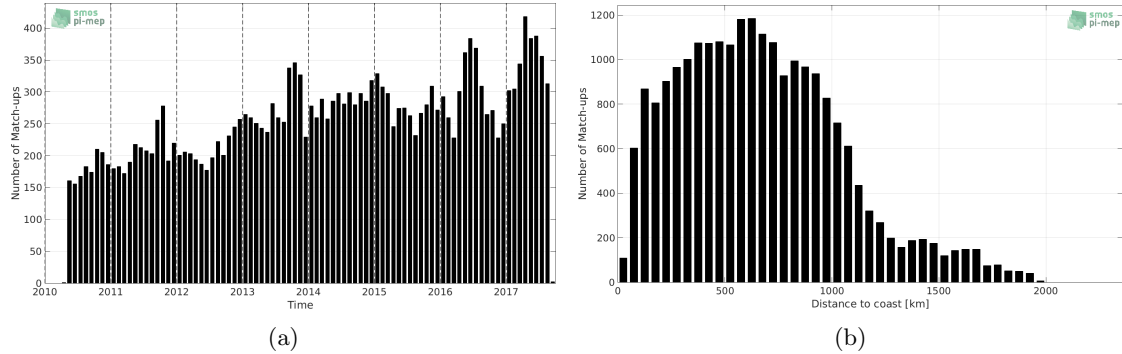 smos
pi-mep
Number of Match-ups
400
350
300
250
200
150
100
50
0
2010 2011 2012 2013 2014 2015 2016 2017
Time
(a)
smos
pi-mep
Number of Match-ups
1200
1000
800
600
400
200
0
0 500 1000 1500 2000
Distance to coast [km]
(b)